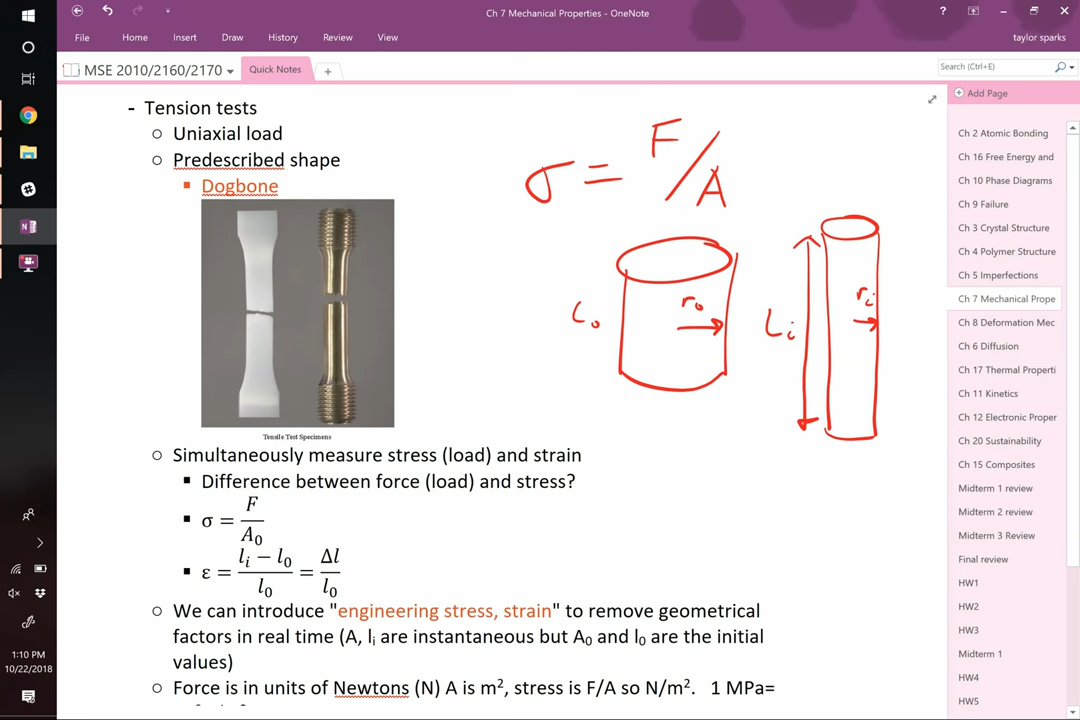 Ch 7 Mechanical Properties - OneNote
taylor sparks
File Home Insert Draw History Review View
MSE 2010/2160/2170
Quick Notes
Search (Ctrl+E)
Add Page
- Tension tests
○ Uniaxial load
○ Predescribed shape
▪ Dogbone
Tensile Test Specimens
σ = F/A
L₀
r₀
Lᵢ
rᵢ
○ Simultaneously measure stress (load) and strain
▪ Difference between force (load) and stress?
▪ σ = F/A₀
▪ ε = (lᵢ − l₀)/l₀ = Δl/l₀
○ We can introduce "engineering stress, strain" to remove geometrical
factors in real time (A, lᵢ are instantaneous but A₀ and l₀ are the initial
values)
○ Force is in units of Newtons (N) A is m², stress is F/A so N/m². 1 MPa=
Ch 2 Atomic Bonding
Ch 16 Free Energy and
Ch 10 Phase Diagrams
Ch 9 Failure
Ch 3 Crystal Structure
Ch 4 Polymer Structure
Ch 5 Imperfections
Ch 7 Mechanical Prope
Ch 8 Deformation Mec
Ch 6 Diffusion
Ch 17 Thermal Properti
Ch 11 Kinetics
Ch 12 Electronic Proper
Ch 20 Sustainability
Ch 15 Composites
Midterm 1 review
Midterm 2 review
Midterm 3 Review
Final review
HW1
HW2
HW3
Midterm 1
HW4
HW5
1:10 PM
10/22/2018